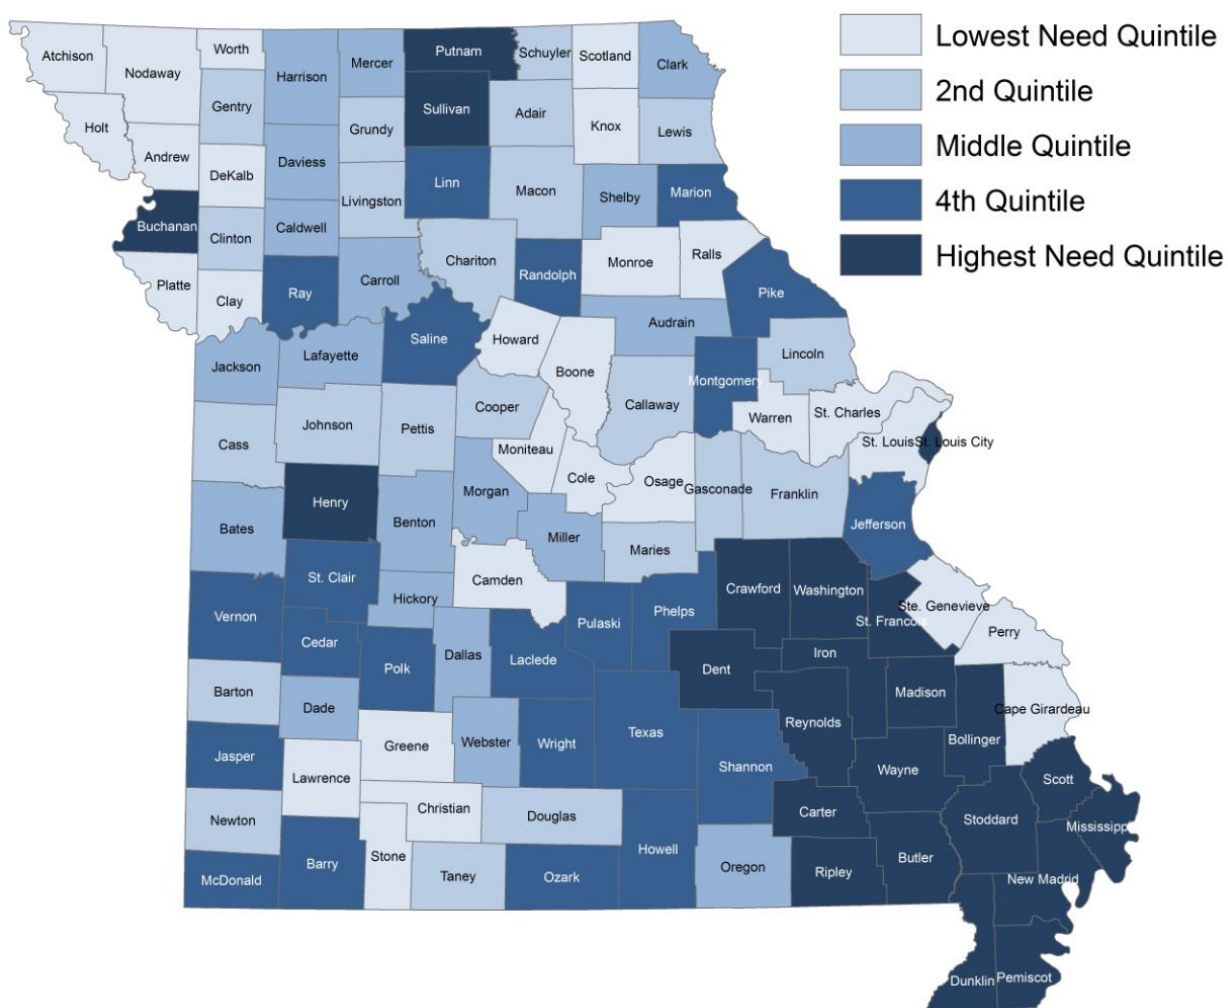 Lowest Need Quintile
2nd Quintile
Middle Quintile
4th Quintile
Highest Need Quintile
Atchison
Nodaway
Worth
Harrison
Mercer
Putnam
Schuyler
Scotland
Clark
Holt
Andrew
Gentry
DeKalb
Daviess
Grundy
Sullivan
Adair
Knox
Lewis
Buchanan
Clinton
Caldwell
Livingston
Linn
Macon
Shelby
Marion
Platte
Clay
Ray
Carroll
Chariton
Randolph
Monroe
Ralls
Pike
Jackson
Lafayette
Saline
Howard
Boone
Audrain
Callaway
Montgomery
Lincoln
Warren
St. Charles
St. Louis
St. Louis City
Cass
Johnson
Pettis
Cooper
Moniteau
Cole
Osage
Gasconade
Franklin
Jefferson
Bates
Henry
Benton
Morgan
Miller
Maries
Camden
Vernon
St. Clair
Hickory
Pulaski
Phelps
Crawford
Washington
St. Francois
Ste. Genevieve
Perry
Cedar
Polk
Dallas
Laclede
Dent
Iron
Madison
Cape Girardeau
Barton
Dade
Greene
Webster
Wright
Texas
Shannon
Reynolds
Wayne
Bollinger
Scott
Jasper
Lawrence
Christian
Douglas
Howell
Carter
Stoddard
Mississippi
Newton
Barry
Stone
Taney
Ozark
Oregon
Ripley
Butler
New Madrid
McDonald
Dunklin
Pemiscot